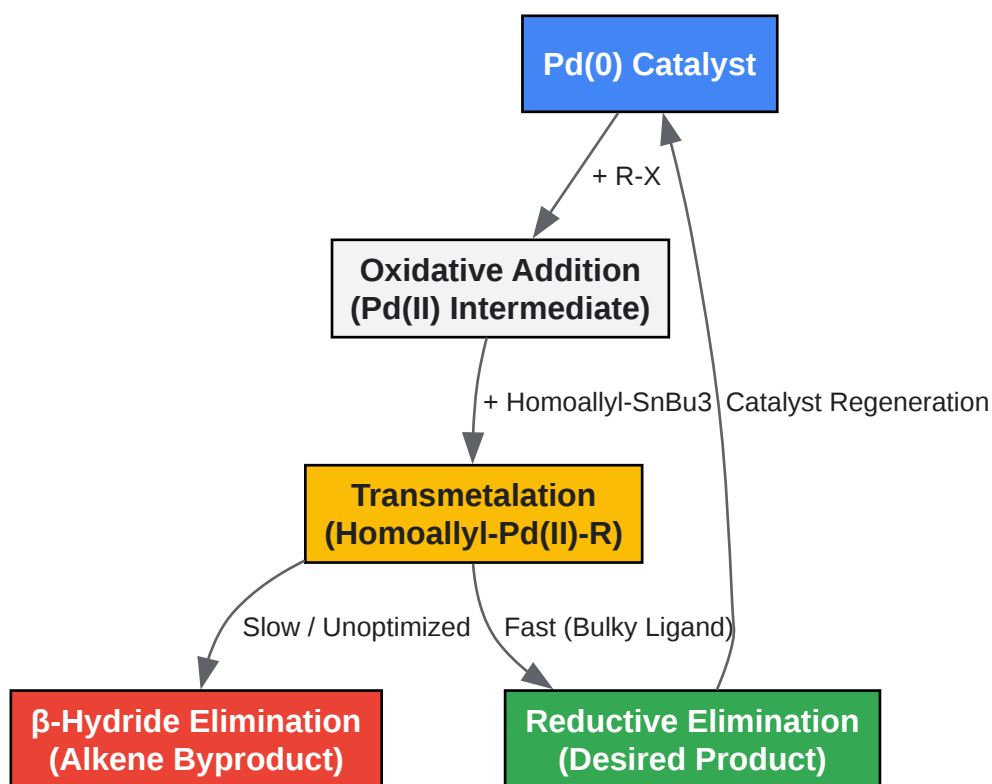 Pd(0) Catalyst
+ R-X
Oxidative Addition
(Pd(II) Intermediate)
+ Homoallyl-SnBu3
Catalyst Regeneration
Transmetalation
(Homoallyl-Pd(II)-R)
Slow / Unoptimized
Fast (Bulky Ligand)
β-Hydride Elimination
(Alkene Byproduct)
Reductive Elimination
(Desired Product)